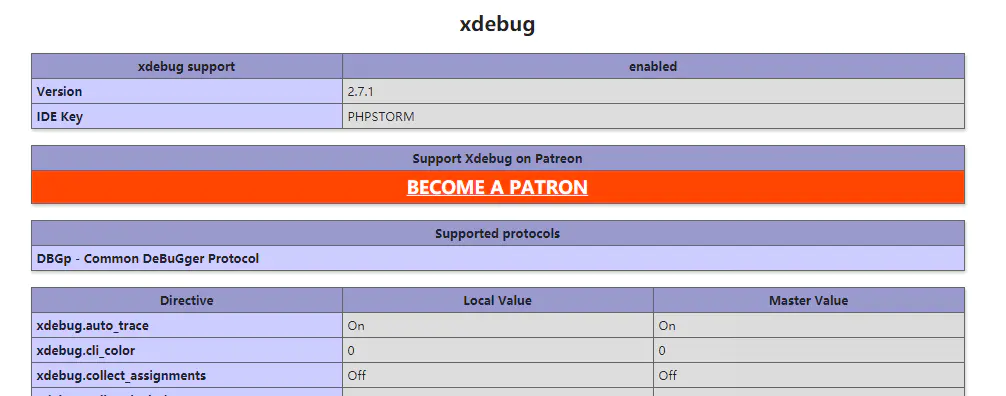 xdebug
xdebug support enabled
Version 2.7.1
IDE Key PHPSTORM
Support Xdebug on Patreon
BECOME A PATRON
Supported protocols
DBGp - Common DeBuGger Protocol
Directive Local Value Master Value
xdebug.auto_trace On On
xdebug.cli_color 0 0
xdebug.collect_assignments Off Off